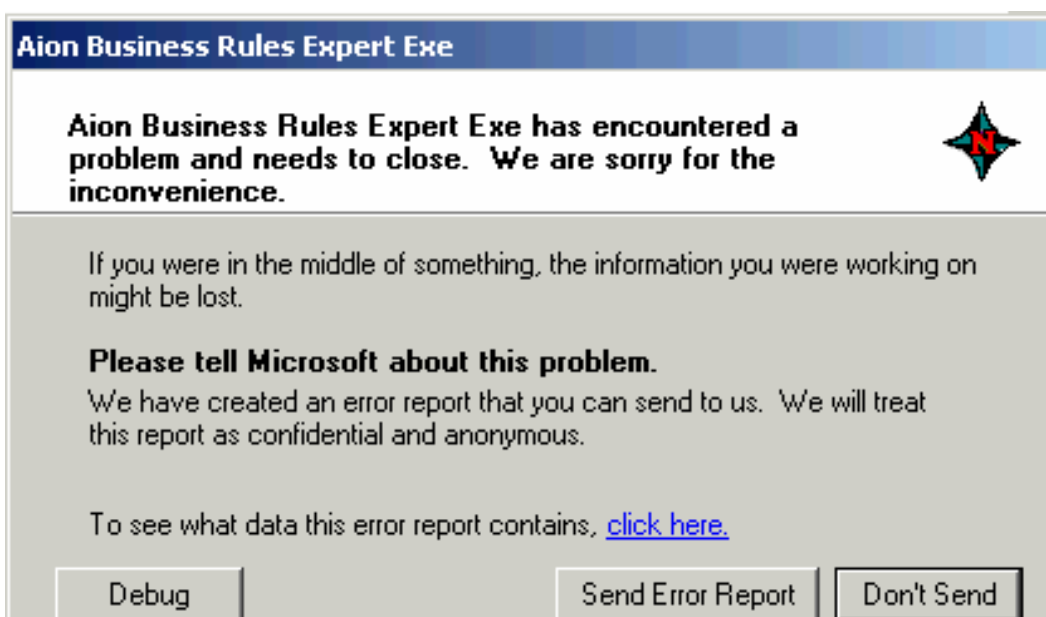 Aion Business Rules Expert Exe
Aion Business Rules Expert Exe has encountered a
problem and needs to close.  We are sorry for the
inconvenience.
N
If you were in the middle of something, the information you were working on
might be lost.
Please tell Microsoft about this problem.
We have created an error report that you can send to us.  We will treat
this report as confidential and anonymous.
To see what data this error report contains, click here.
Debug
Send Error Report
Don't Send